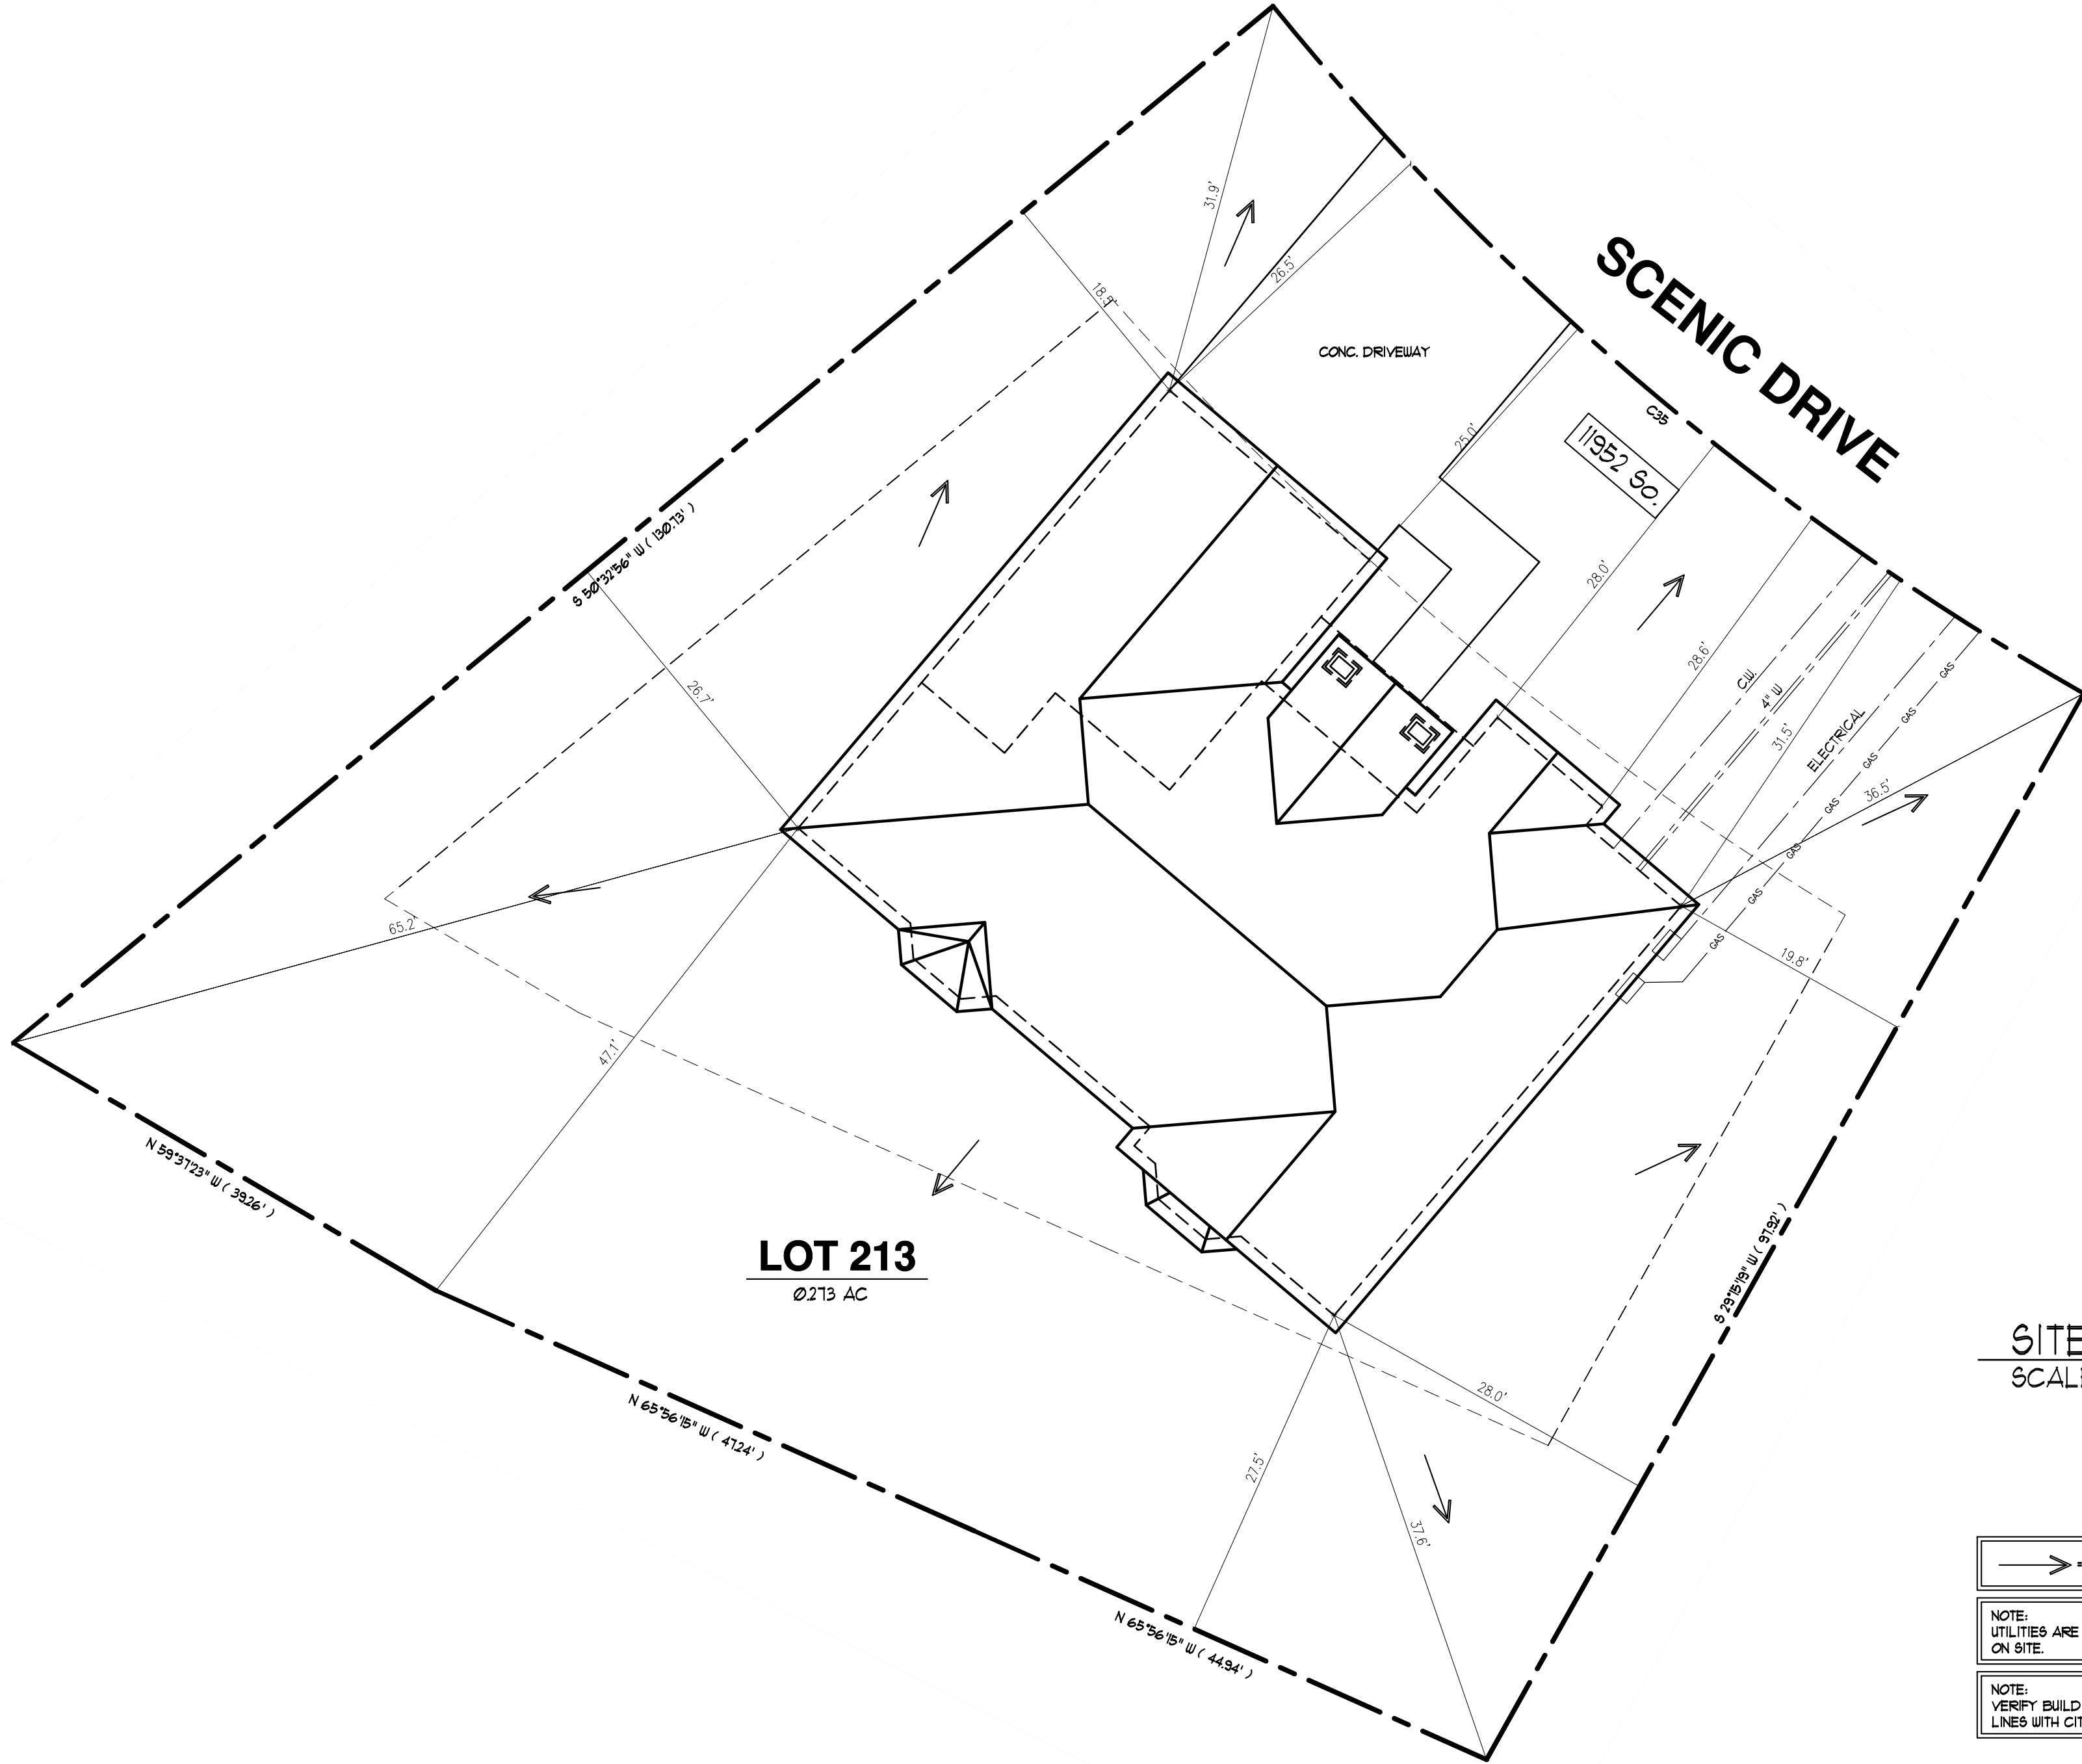 SCENIC DRIVE
31.9'
26.5'
18.5'
CONC. DRIVEWAY
C35
25.0'
11952 SO.
S 50°32'56" W ( 130.73' )
28.0'
28.6'
C.W.
4" W
31.5'
ELECTRICAL
GAS
GAS
GAS
GAS
GAS
GAS
GAS
36.5'
26.7'
65.2'
19.8'
47.1'
N 59°37'23" W ( 39.26' )
LOT 213
0.273 AC
S 29°15'19" W ( 97.92' )
SITE
SCALE
28.0'
N 65°56'15" W ( 47.24' )
27.5'
37.6'
N 65°56'15" W ( 44.94' )
NOTE:
UTILITIES ARE
ON SITE.
NOTE:
VERIFY BUILD
LINES WITH CIT